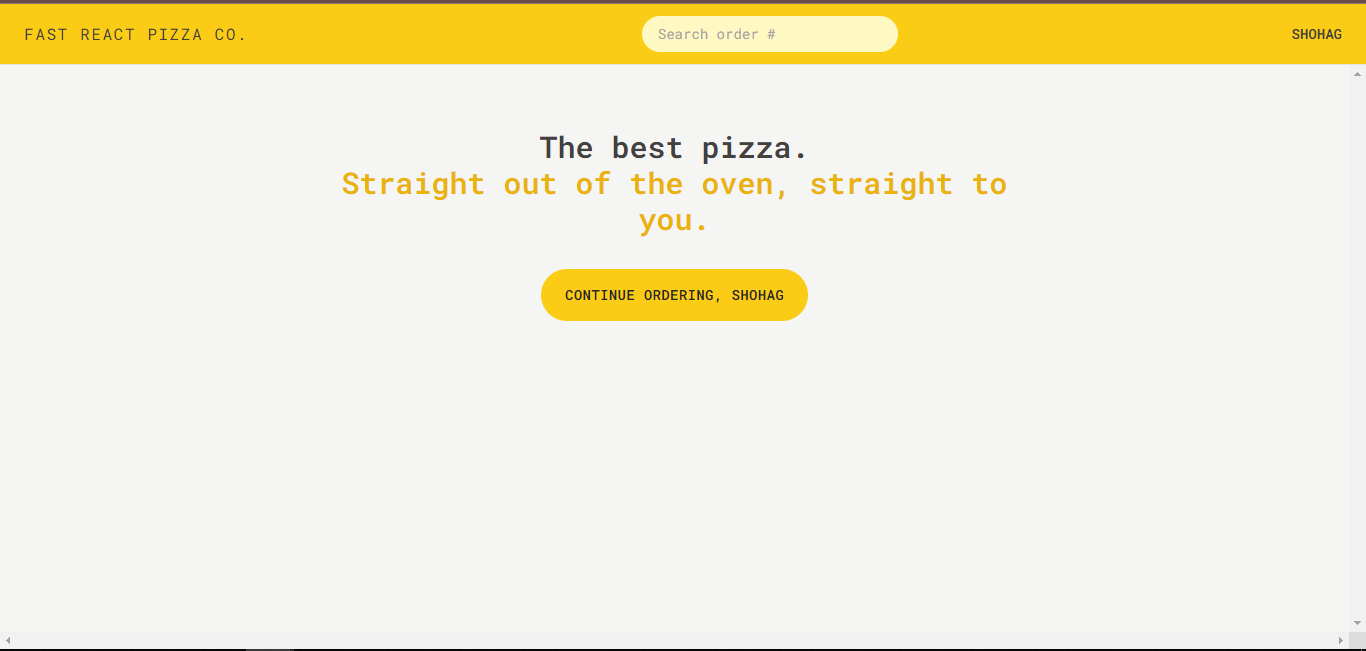 FAST REACT PIZZA CO.
Search order #
SHOHAG
The best pizza.
Straight out of the oven, straight to
you.
CONTINUE ORDERING, SHOHAG